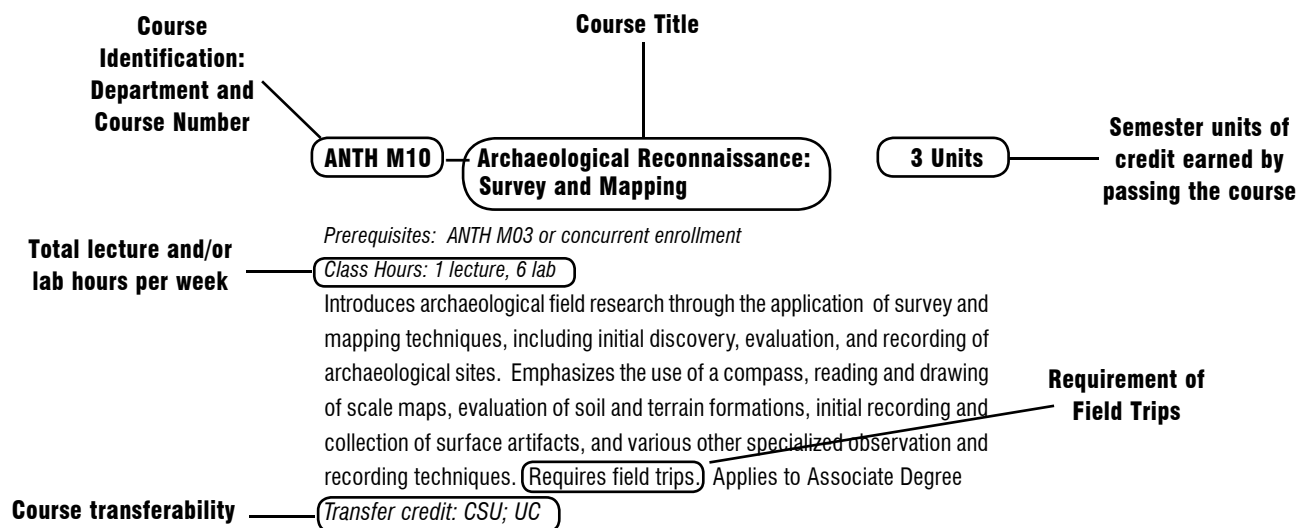 Course
Identification:
Department and
Course Number
Course Title
ANTH M10
Archaeological Reconnaissance:
Survey and Mapping
3 Units
Semester units of
credit earned by
passing the course
Prerequisites: ANTH M03 or concurrent enrollment
Total lecture and/or
lab hours per week
Class Hours: 1 lecture, 6 lab
Introduces archaeological field research through the application of survey and
mapping techniques, including initial discovery, evaluation, and recording of
archaeological sites. Emphasizes the use of a compass, reading and drawing
of scale maps, evaluation of soil and terrain formations, initial recording and
collection of surface artifacts, and various other specialized observation and
recording techniques. Requires field trips. Applies to Associate Degree
Requirement of
Field Trips
Course transferability
Transfer credit: CSU; UC